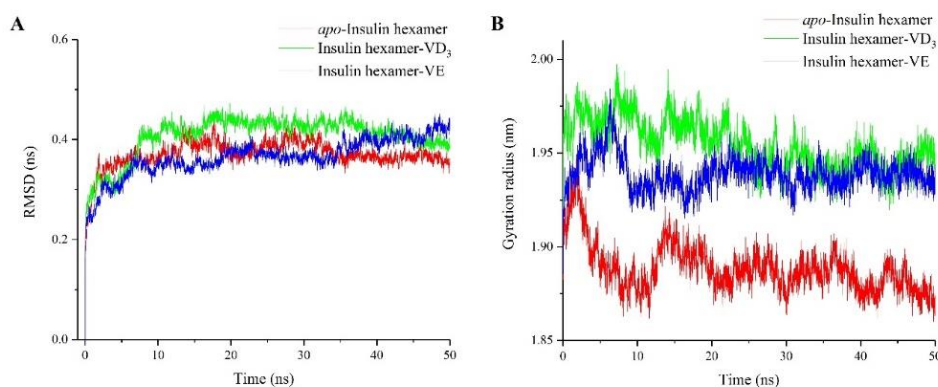 A
apo-Insulin hexamer
Insulin hexamer-VD3
Insulin hexamer-VE
RMSD (ns)
0.6
0.4
0.2
0.0
0 10 20 30 40 50
Time (ns)
B
apo-Insulin hexamer
Insulin hexamer-VD3
Insulin hexamer-VE
Gyration radius (nm)
2.00
1.95
1.90
1.85
0 10 20 30 40 50
Time (ns)